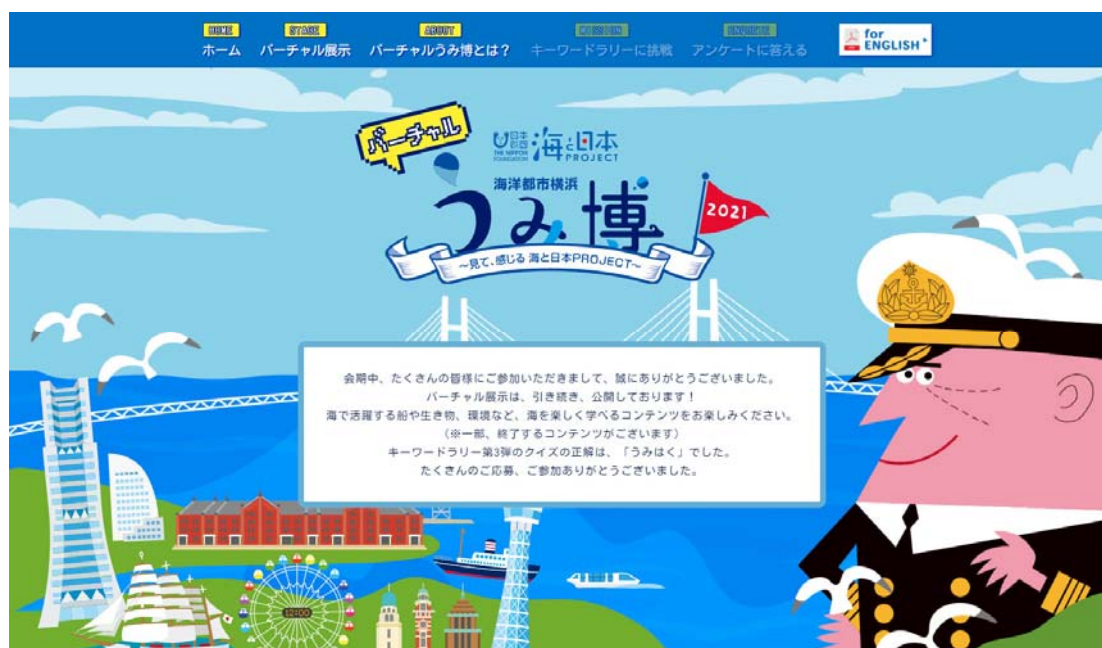 HOME
ホーム
STAGE
バーチャル展示
ABOUT
バーチャルうみ博とは？
MISSION
キーワードラリーに挑戦
アンケートに答える
for
ENGLISH
バーチャル
日本財団
THE NIPPON
FOUNDATION
海と日本
PROJECT
海洋都市横浜
うみ博
2021
～見て、感じる 海と日本PROJECT～
会期中、たくさんの皆様にご参加いただきまして、誠にありがとうございました。
バーチャル展示は、引き続き、公開しております！
海で活躍する船や生き物、環境など、海を楽しく学べるコンテンツをお楽しみください。
（※一部、終了するコンテンツがございます）
キーワードラリー第3弾のクイズの正解は、「うみはく」でした。
たくさんのご応募、ご参加ありがとうございました。
12:00